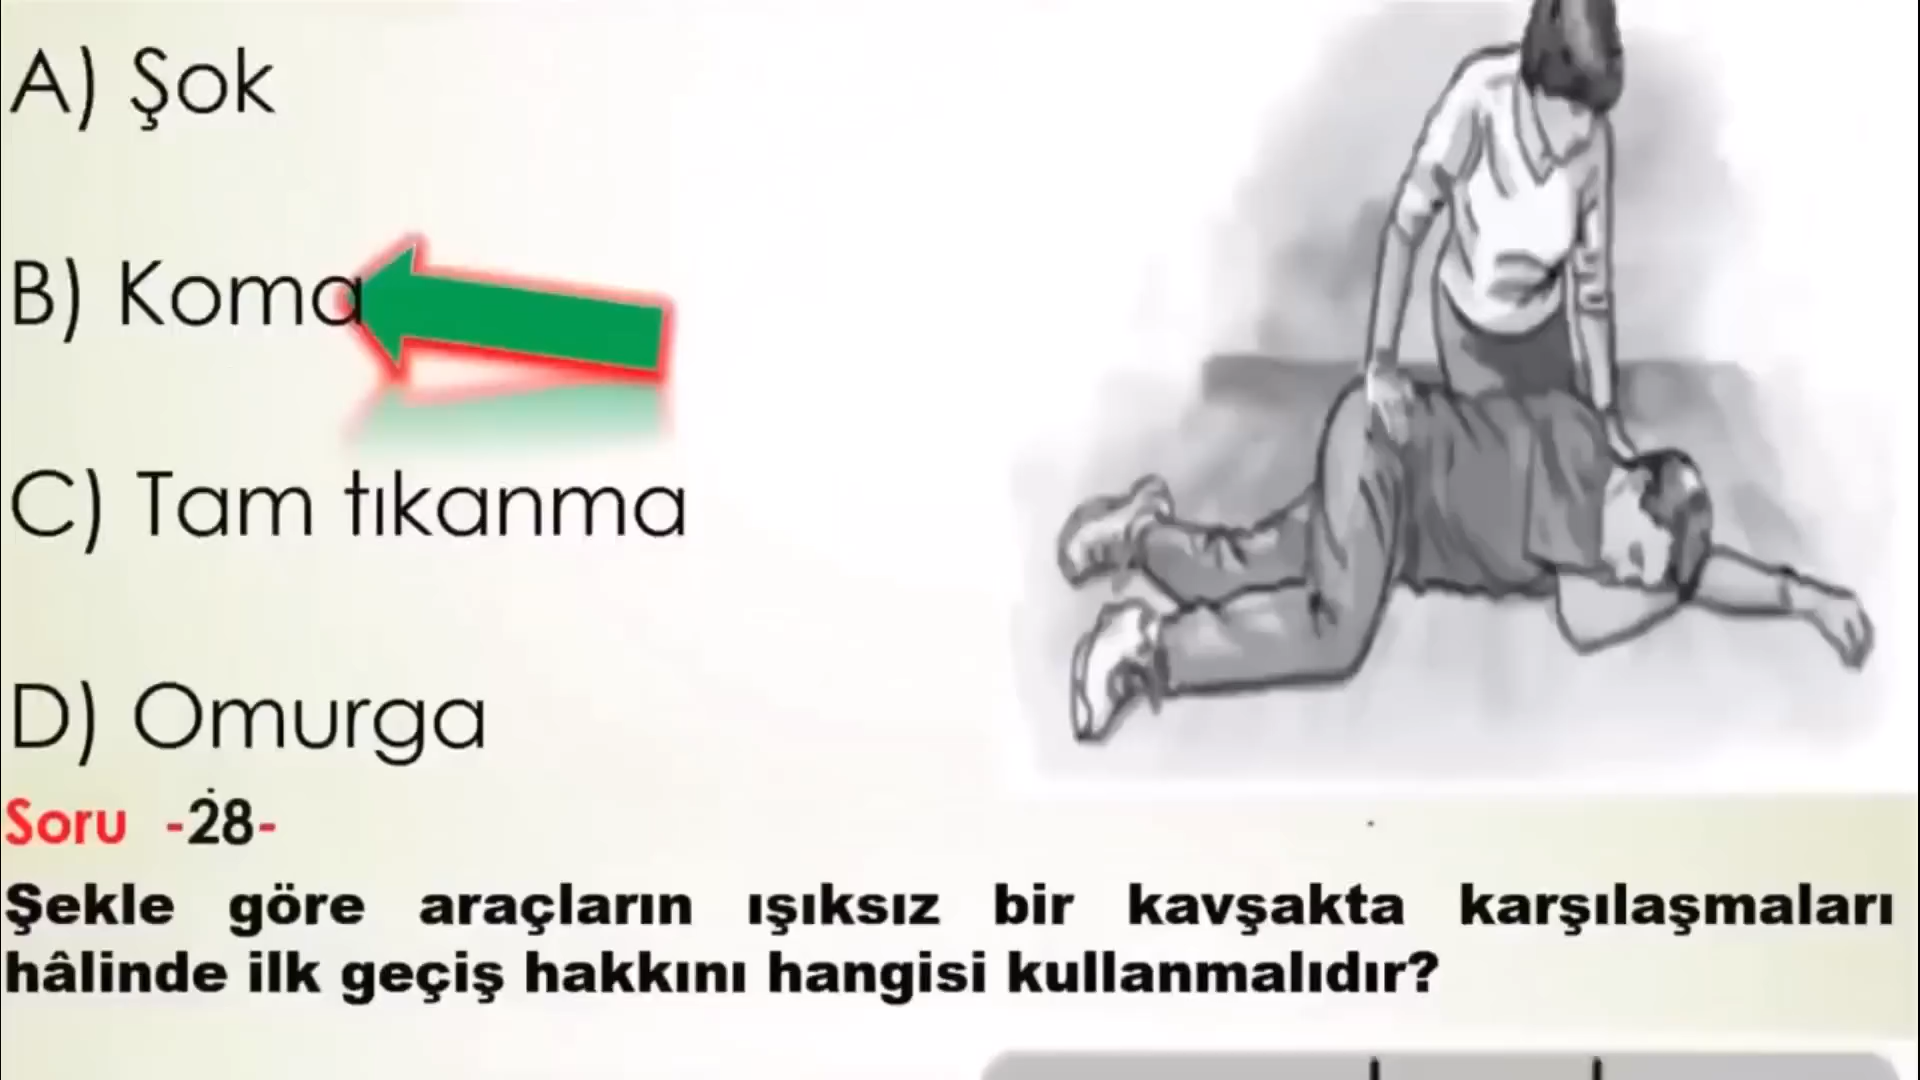 A) Şok
B) Koma
C) Tam tıkanma
D) Omurga
Soru -28-
Şekle göre araçların ışıksız bir kavşakta karşılaşmaları
hâlinde ilk geçiş hakkını hangisi kullanmalıdır?